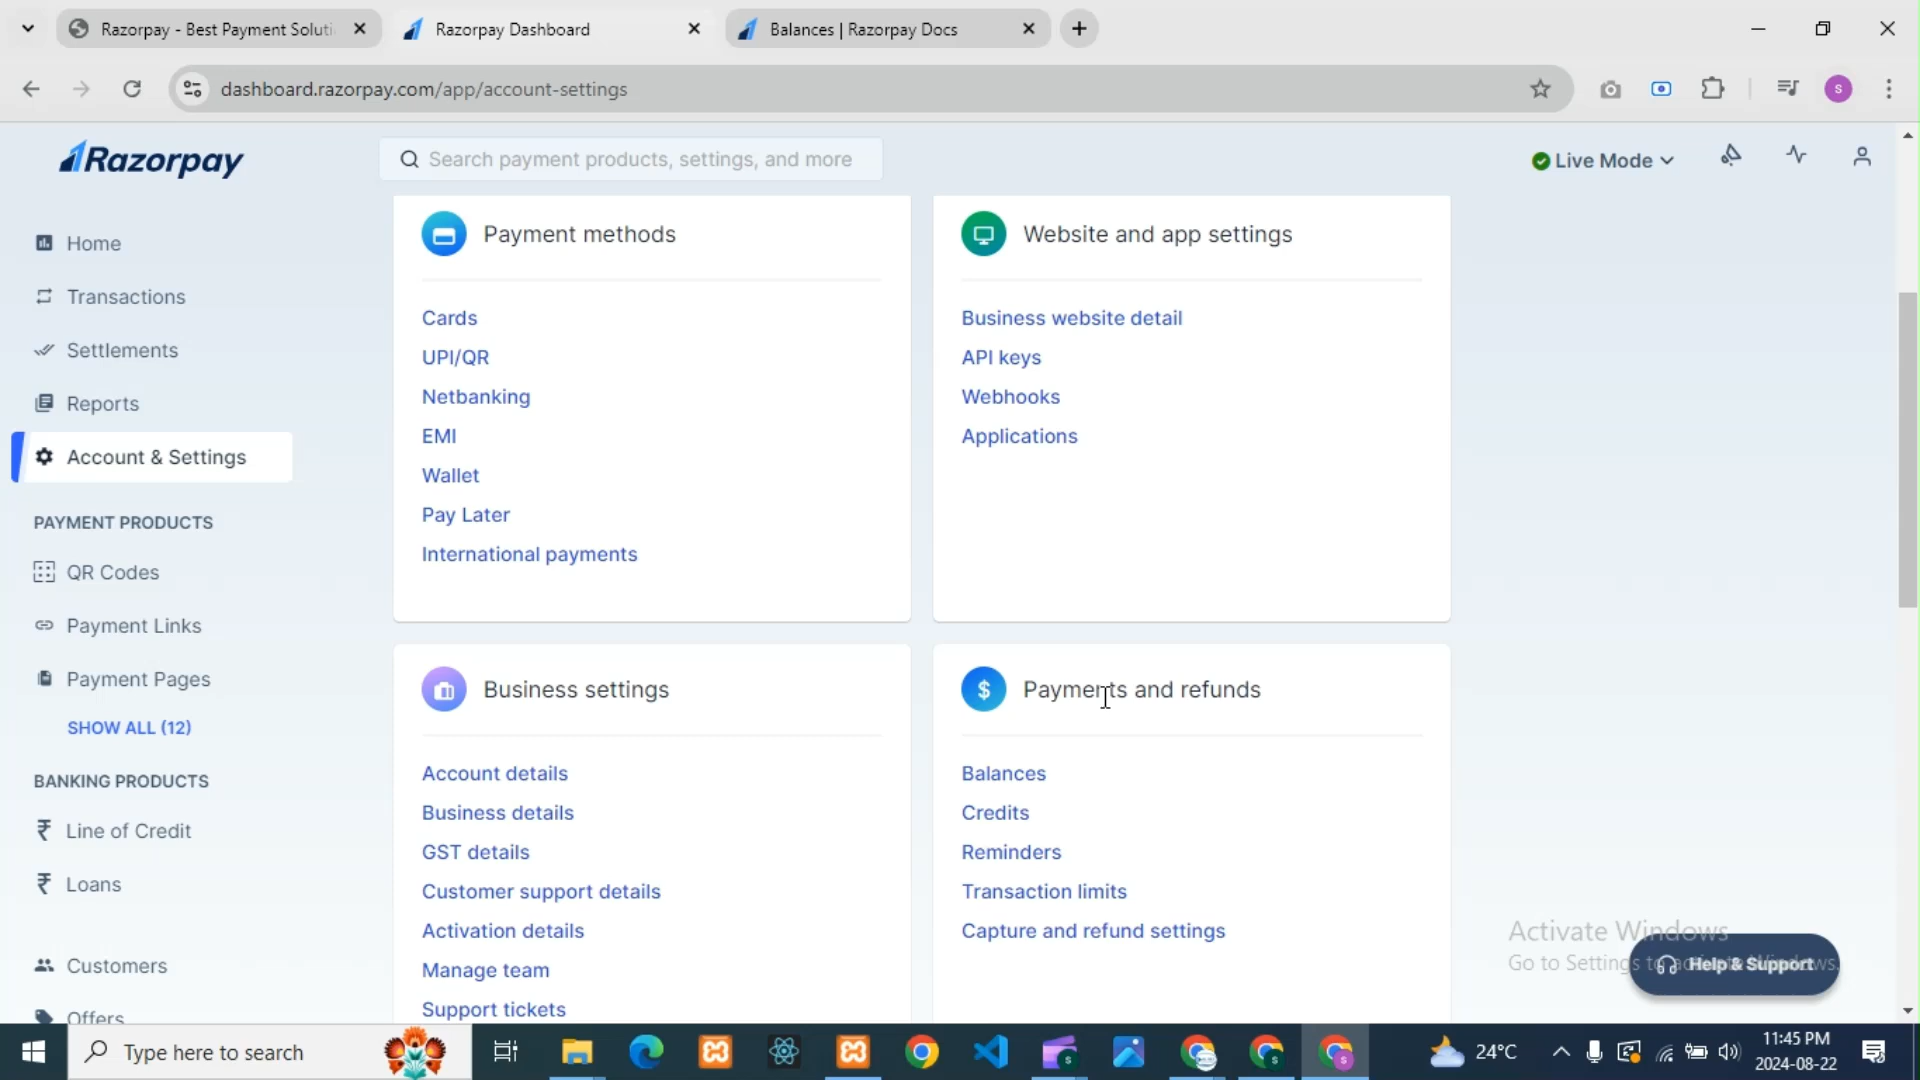 Razorpay - Best Payment Soluti
Razorpay Dashboard
Balances | Razorpay Docs
dashboard.razorpay.com/app/account-settings
S
Razorpay
Search payment products, settings, and more
Live Mode
Home
Transactions
Settlements
Reports
Account & Settings
PAYMENT PRODUCTS
QR Codes
Payment Links
Payment Pages
SHOW ALL (12)
BANKING PRODUCTS
Line of Credit
Loans
Customers
Offers
Payment methods
Cards
UPI/QR
Netbanking
EMI
Wallet
Pay Later
International payments
Website and app settings
Business website detail
API keys
Webhooks
Applications
Business settings
Account details
Business details
GST details
Customer support details
Activation details
Manage team
Support tickets
Payments and refunds
Balances
Credits
Reminders
Transaction limits
Capture and refund settings
Activate Windows
Go to Settings to activate Windows.
Help & Support
Type here to search
24°C
11:45 PM
2024-08-22